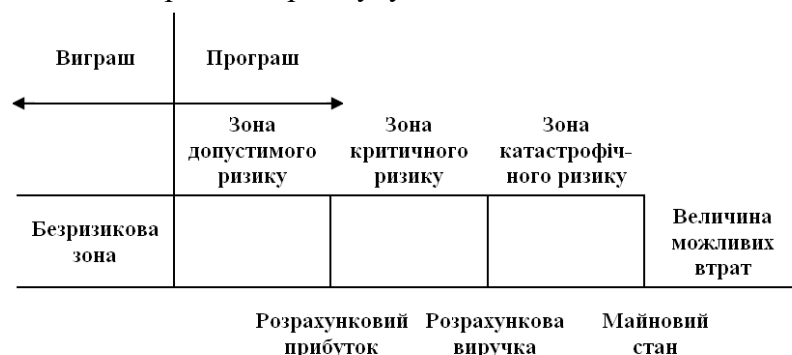 Виграш
Програш
Зона
допустимого
ризику
Зона
критичного
ризику
Зона
катастрофіч-
ного ризику
Безризикова
зона
Величина
можливих
втрат
Розрахунковий
прибуток
Розрахункова
виручка
Майновий
стан